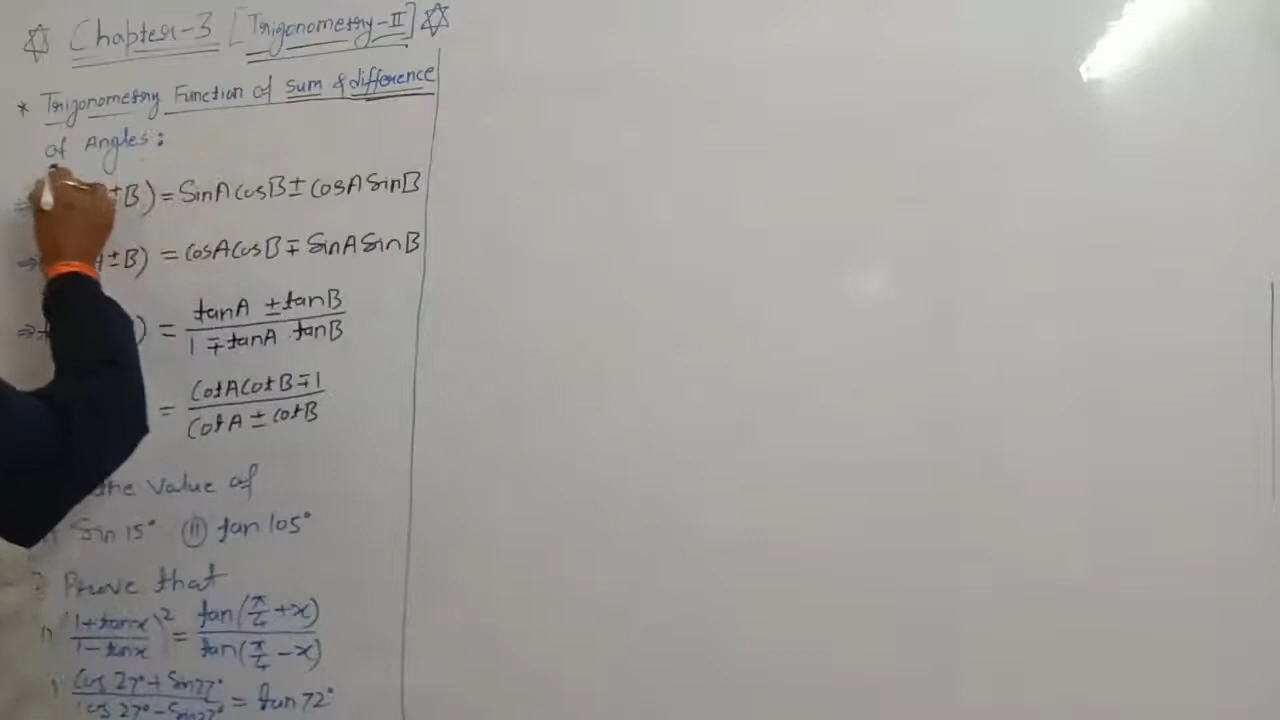 Chapter-3 [Trigonometry-II]
* Trigonometry Function of Sum & difference
of Angles:
±B) = SinA CosB ± CosA SinB
⇒ A±B) = CosA CosB ∓ SinA SinB
⇒ ) = tanA ± tanB / 1 ∓ tanA . tanB
= CotA CotB ∓ 1 / CotA ± CotB
the value of
Sin 15° (II) tan 105°
Prove that
(1+tanx / 1-tanx)² = tan(π/4 + x) / tan(π/4 - x)
Cos 27° + Sin 27° / Cos 27° - Sin 27° = tan 72°